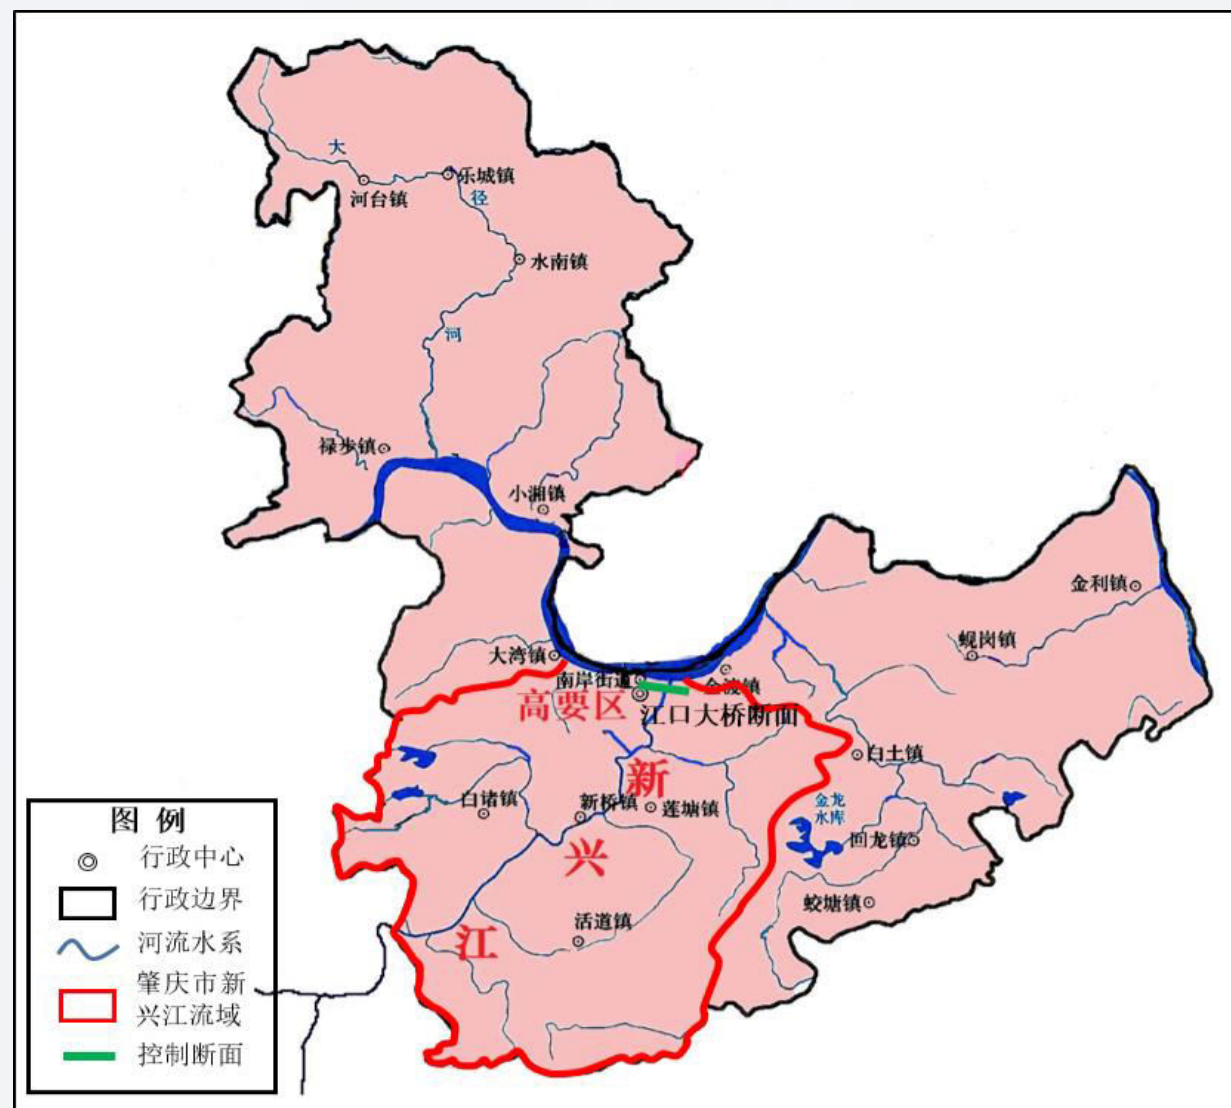 大
乐城镇
河台镇
径
水南镇
河
禄步镇
小湘镇
金利镇
蚬岗镇
大湾镇
南岸街道
金渡镇
高要区
江口大桥断面
白土镇
新
白诸镇
新桥镇
莲塘镇
金龙
水库
回龙镇
兴
蛟塘镇
活道镇
江
图 例
行政中心
行政边界
河流水系
肇庆市新
兴江流域
控制断面